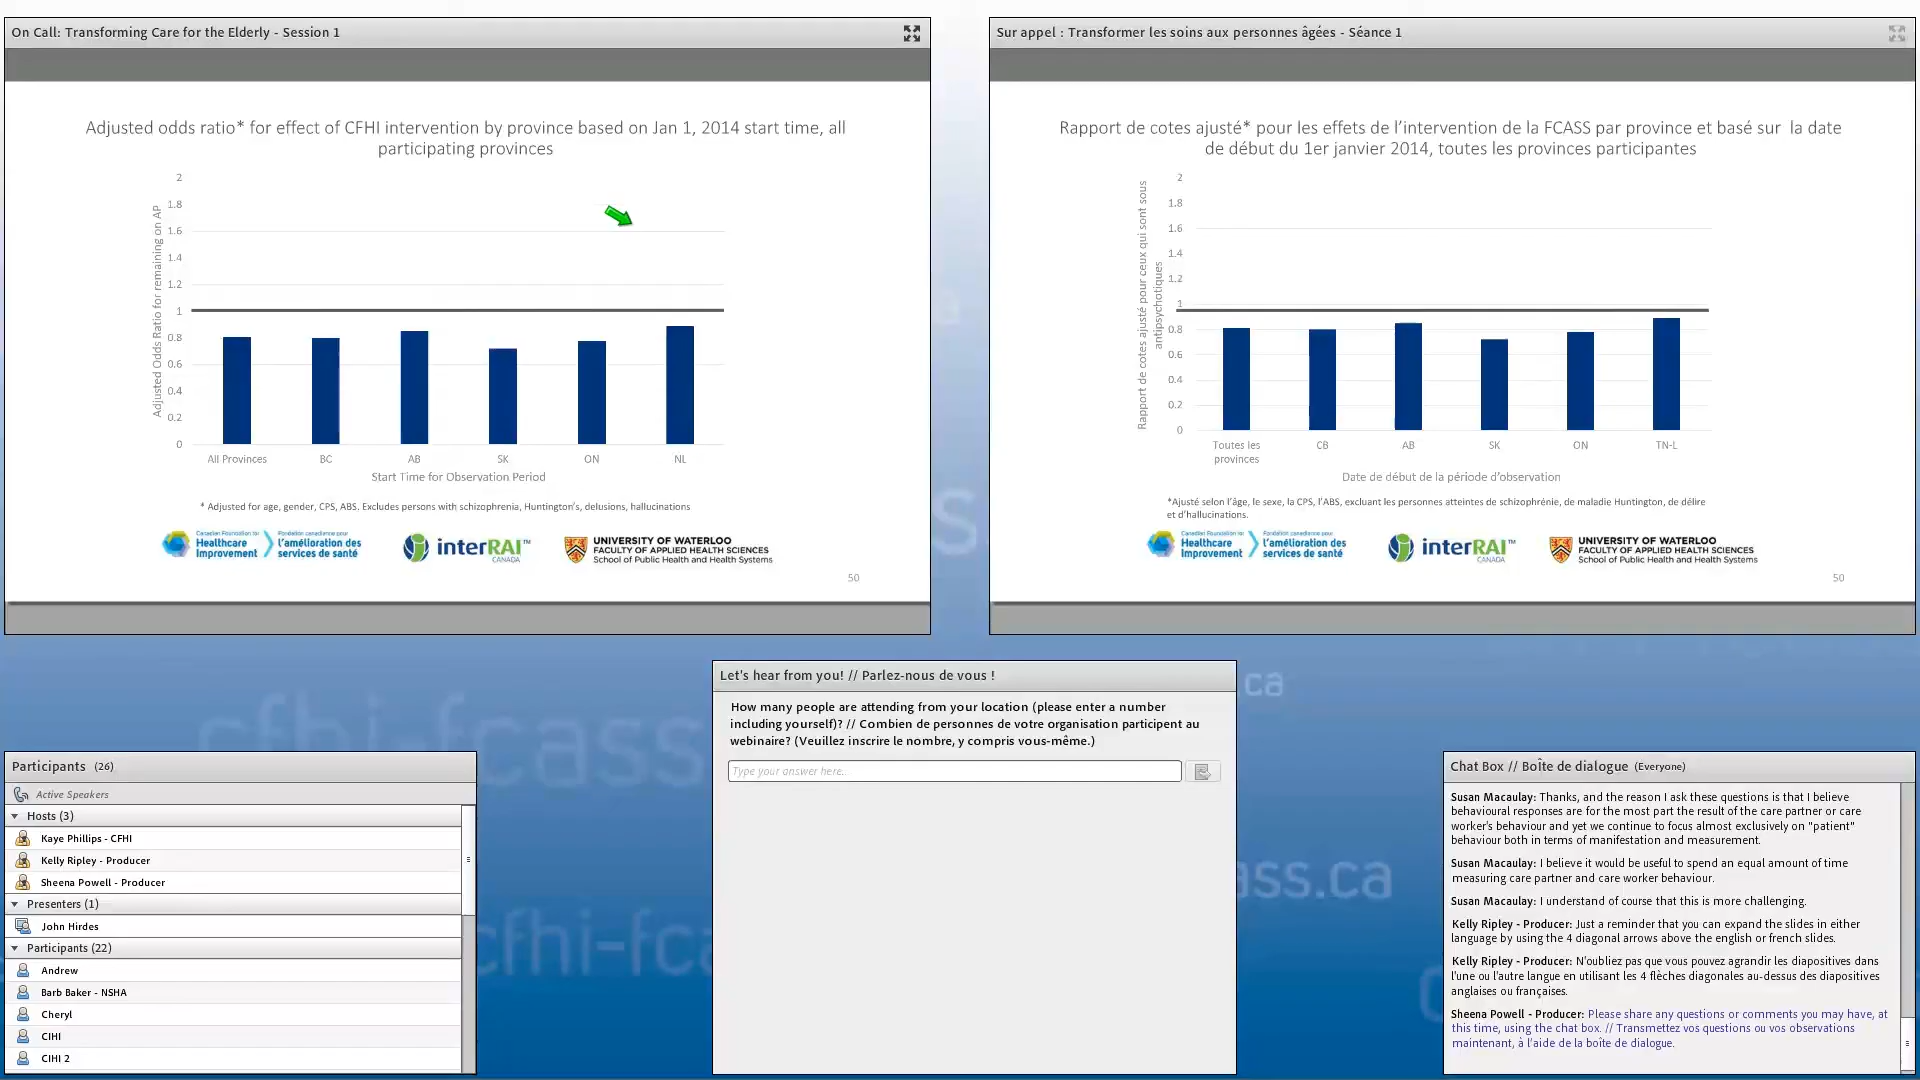 On Call: Transforming Care for the Elderly - Session 1
Adjusted odds ratio* for effect of CFHI intervention by province based on Jan 1, 2014 start time, all
participating provinces
Adjusted Odds Ratio for remaining on AP
2
1.8
1.6
1.4
1.2
1
0.8
0.6
0.4
0.2
0
All Provinces BC AB SK ON NL
Start Time for Observation Period
* Adjusted for age, gender, CPS, ABS. Excludes persons with schizophrenia, Huntington's, delusions, hallucinations
Canadian Foundation for
Healthcare
Improvement
Fondation canadienne pour
l'amélioration des
services de santé
interRAI™
CANADA
UNIVERSITY OF WATERLOO
FACULTY OF APPLIED HEALTH SCIENCES
School of Public Health and Health Systems
50
Sur appel : Transformer les soins aux personnes âgées - Séance 1
Rapport de cotes ajusté* pour les effets de l'intervention de la FCASS par province et basé sur la date
de début du 1er janvier 2014, toutes les provinces participantes
Rapport de cotes ajusté pour ceux qui sont sous
antipsychotiques
2
1.8
1.6
1.4
1.2
1
0.8
0.6
0.4
0.2
0
Toutes les
provinces
CB AB SK ON TN-L
Date de début de la période d'observation
*Ajusté selon l'âge, le sexe, la CPS, l'ABS, excluant les personnes atteintes de schizophrénie, de maladie Huntington, de délire
et d'hallucinations.
Canadian Foundation for
Healthcare
Improvement
Fondation canadienne pour
l'amélioration des
services de santé
interRAI™
CANADA
UNIVERSITY OF WATERLOO
FACULTY OF APPLIED HEALTH SCIENCES
School of Public Health and Health Systems
50
Participants (26)
Active Speakers
Hosts (3)
Kaye Phillips - CFHI
Kelly Ripley - Producer
Sheena Powell - Producer
Presenters (1)
John Hirdes
Participants (22)
Andrew
Barb Baker - NSHA
Cheryl
CIHI
CIHI 2
Let's hear from you! // Parlez-nous de vous !
How many people are attending from your location (please enter a number
including yourself)? // Combien de personnes de votre organisation participent au
webinaire? (Veuillez inscrire le nombre, y compris vous-même.)
Type your answer here..
Chat Box // Boîte de dialogue (Everyone)
Susan Macaulay: Thanks, and the reason I ask these questions is that I believe
behavioural responses are for the most part the result of the care partner or care
worker's behaviour and yet we continue to focus almost exclusively on "patient"
behaviour both in terms of manifestation and measurement.
Susan Macaulay: I believe it would be useful to spend an equal amount of time
measuring care partner and care worker behaviour.
Susan Macaulay: I understand of course that this is more challenging.
Kelly Ripley - Producer: Just a reminder that you can expand the slides in either
language by using the 4 diagonal arrows above the english or french slides.
Kelly Ripley - Producer: N'oubliez pas que vous pouvez agrandir les diapositives dans
l'une ou l'autre langue en utilisant les 4 flèches diagonales au-dessus des diapositives
anglaises ou françaises.
Sheena Powell - Producer: Please share any questions or comments you may have, at
this time, using the chat box. // Transmettez vos questions ou vos observations
maintenant, à l'aide de la boîte de dialogue.
cfhi-fcass
cfhi-fc
ca
ass.ca